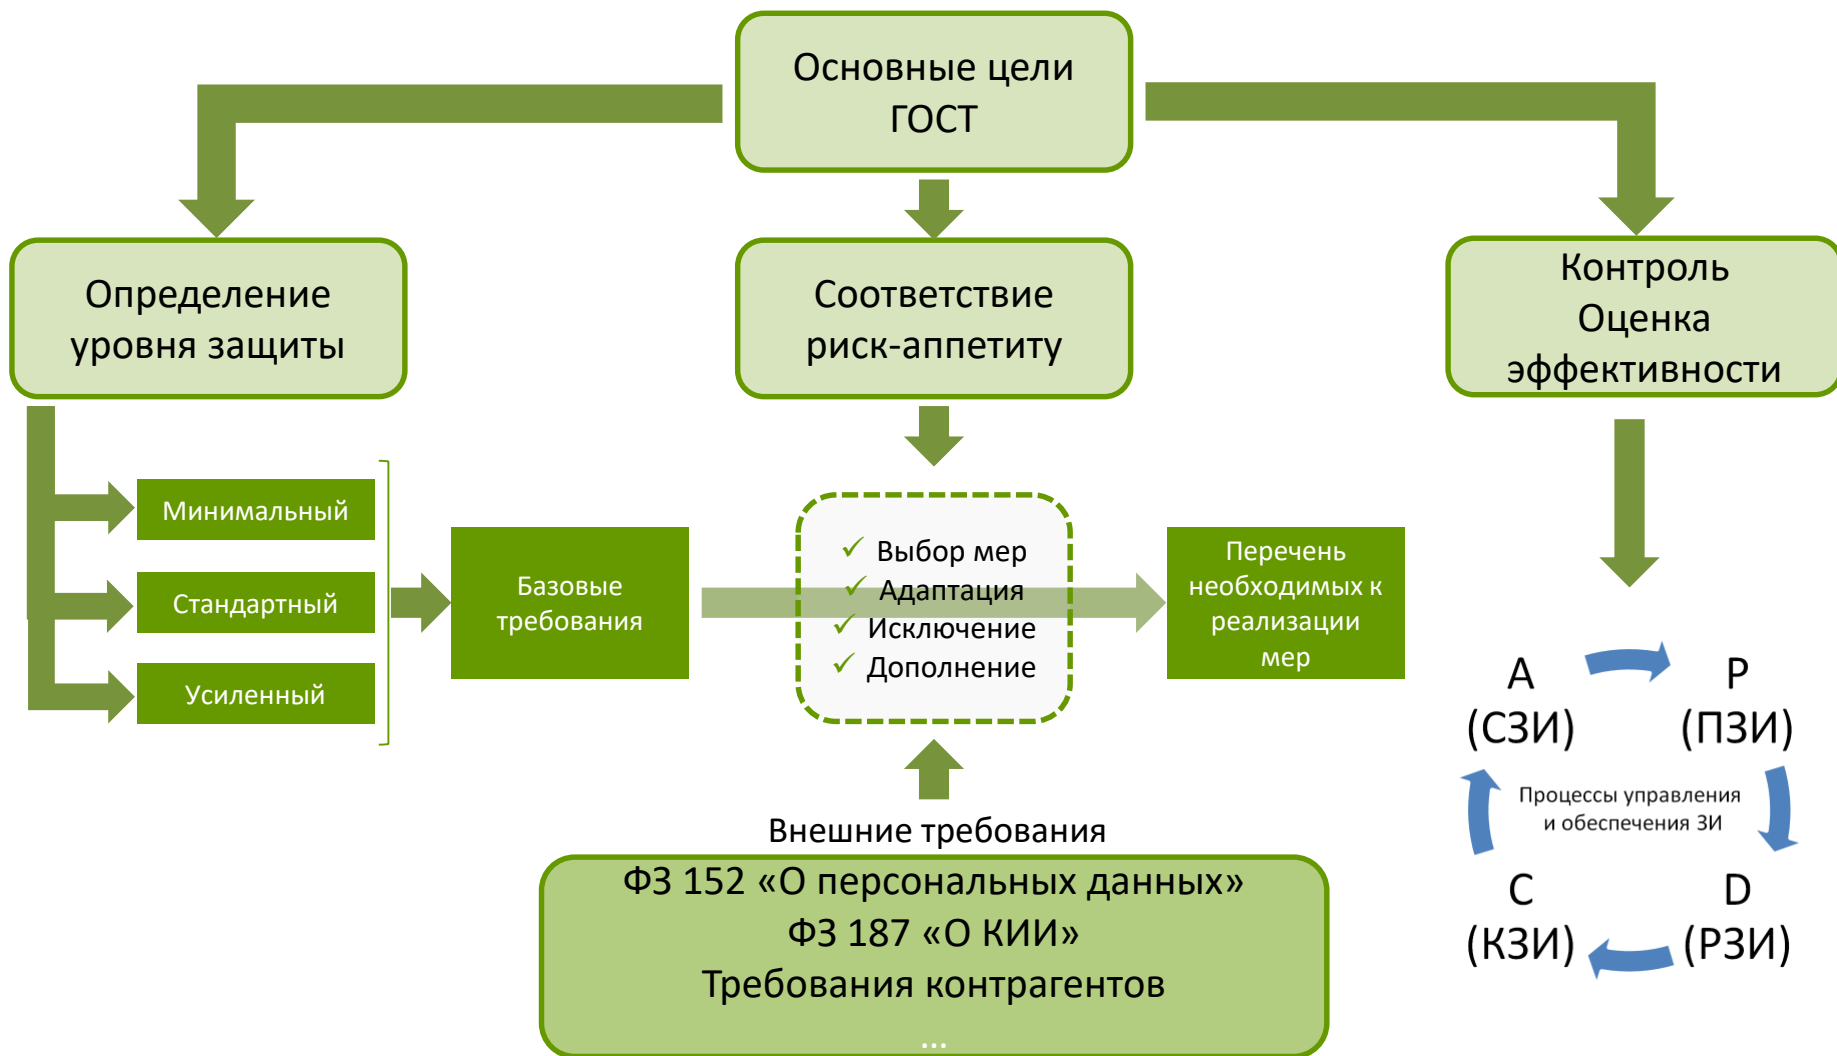 Основные цели
ГОСТ
Определение
уровня защиты
Соответствие
риск-аппетиту
Контроль
Оценка
эффективности
Минимальный
Стандартный
Усиленный
Базовые
требования
✓ Выбор мер
✓ Адаптация
✓ Исключение
✓ Дополнение
Перечень
необходимых к
реализации
мер
Внешние требования
ФЗ 152 «О персональных данных»
ФЗ 187 «О КИИ»
Требования контрагентов
...
A
(СЗИ)
P
(ПЗИ)
Процессы управления
и обеспечения ЗИ
C
(КЗИ)
D
(РЗИ)